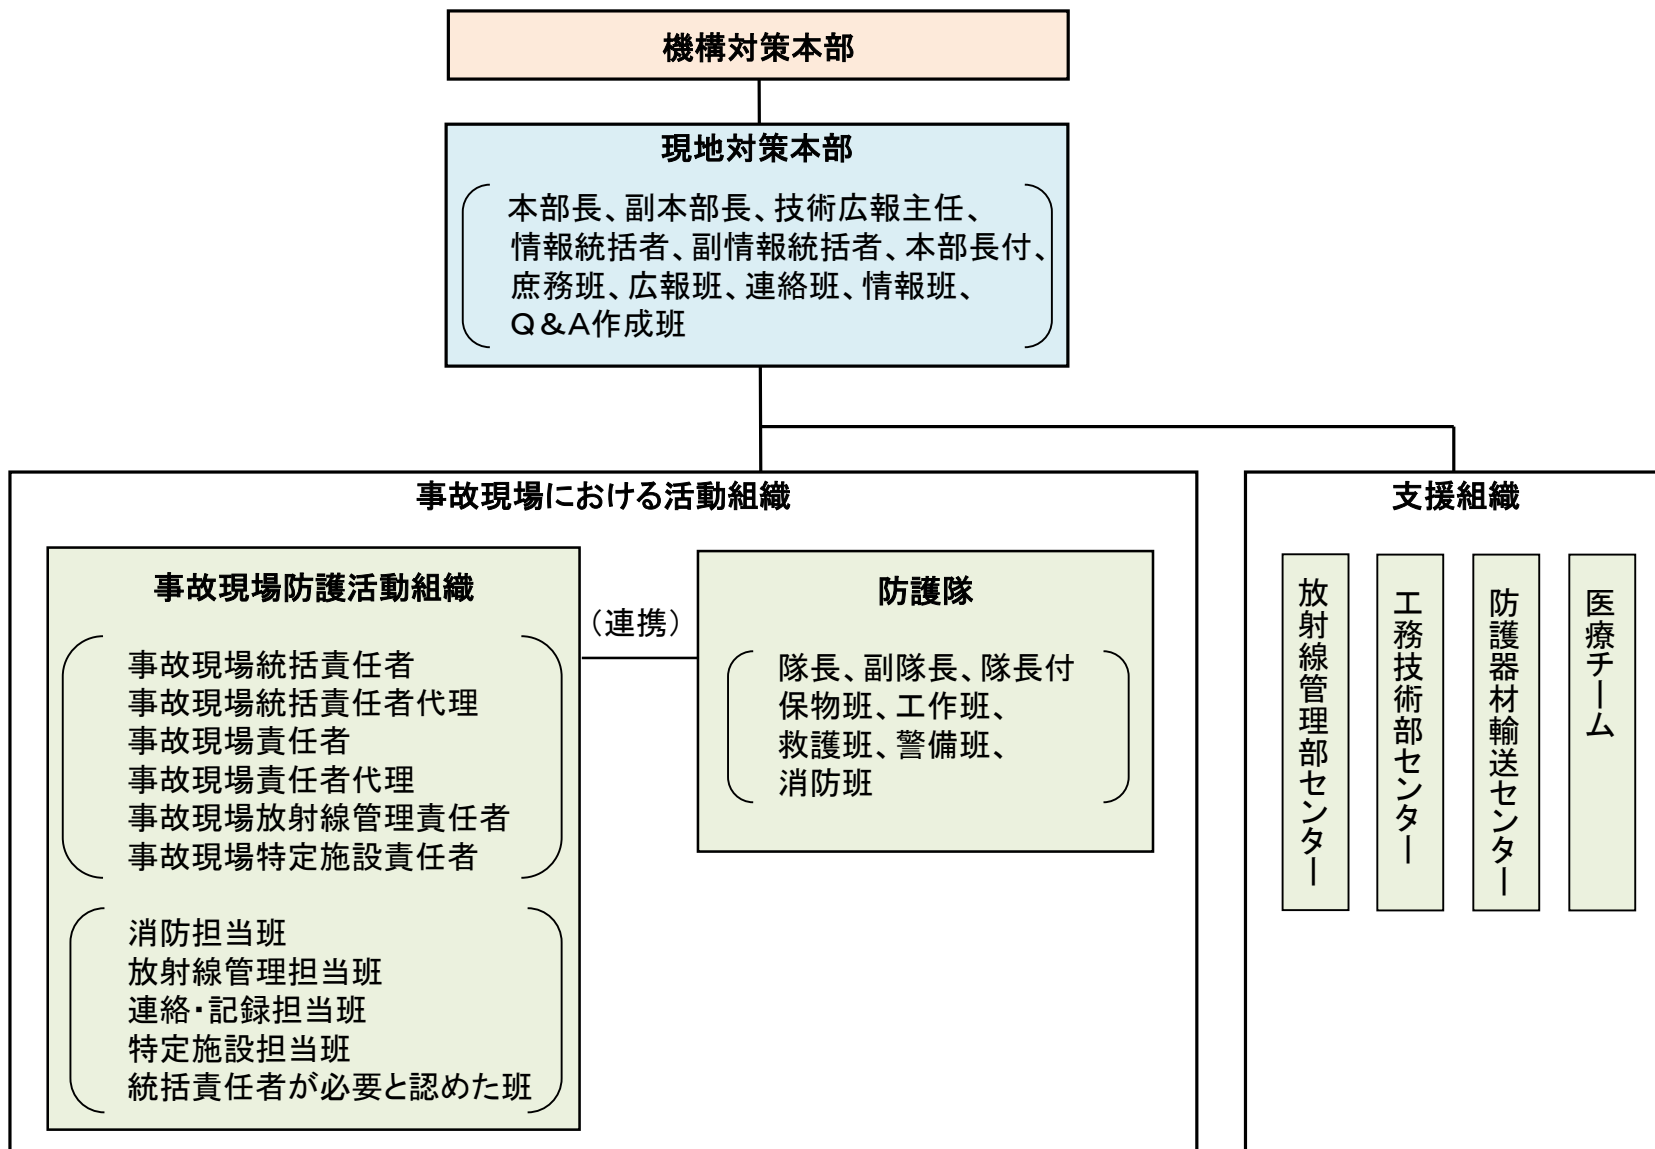 機構対策本部
現地対策本部
本部長、副本部長、技術広報主任、
情報統括者、副情報統括者、本部長付、
庶務班、広報班、連絡班、情報班、
Q&A作成班
事故現場における活動組織
事故現場防護活動組織
事故現場統括責任者
事故現場統括責任者代理
事故現場責任者
事故現場責任者代理
事故現場放射線管理責任者
事故現場特定施設責任者
消防担当班
放射線管理担当班
連絡・記録担当班
特定施設担当班
統括責任者が必要と認めた班
（連携）
防護隊
隊長、副隊長、隊長付
保物班、工作班、
救護班、警備班、
消防班
支援組織
放射線管理部センター
工務技術部センター
防護器材輸送センター
医療チーム